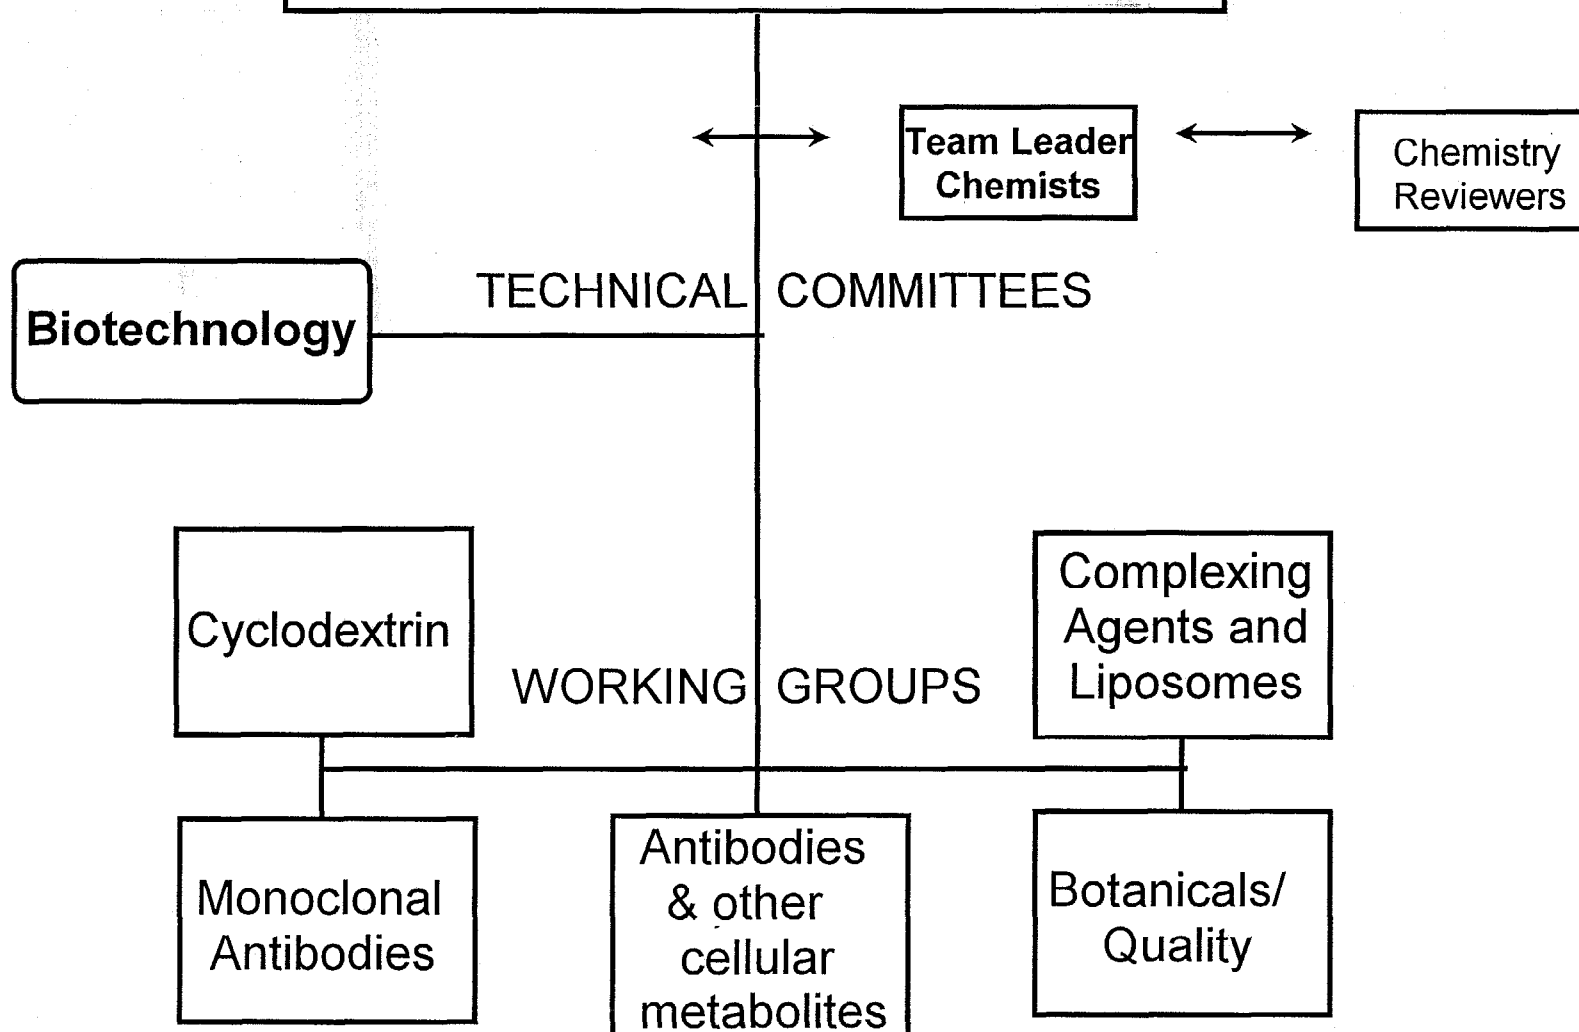 Team Leader
Chemists
Chemistry
Reviewers
TECHNICAL COMMITTEES
Biotechnology
Cyclodextrin
Complexing
Agents and
Liposomes
WORKING GROUPS
Monoclonal
Antibodies
Antibodies
& other
cellular
metabolites
Botanicals/
Quality